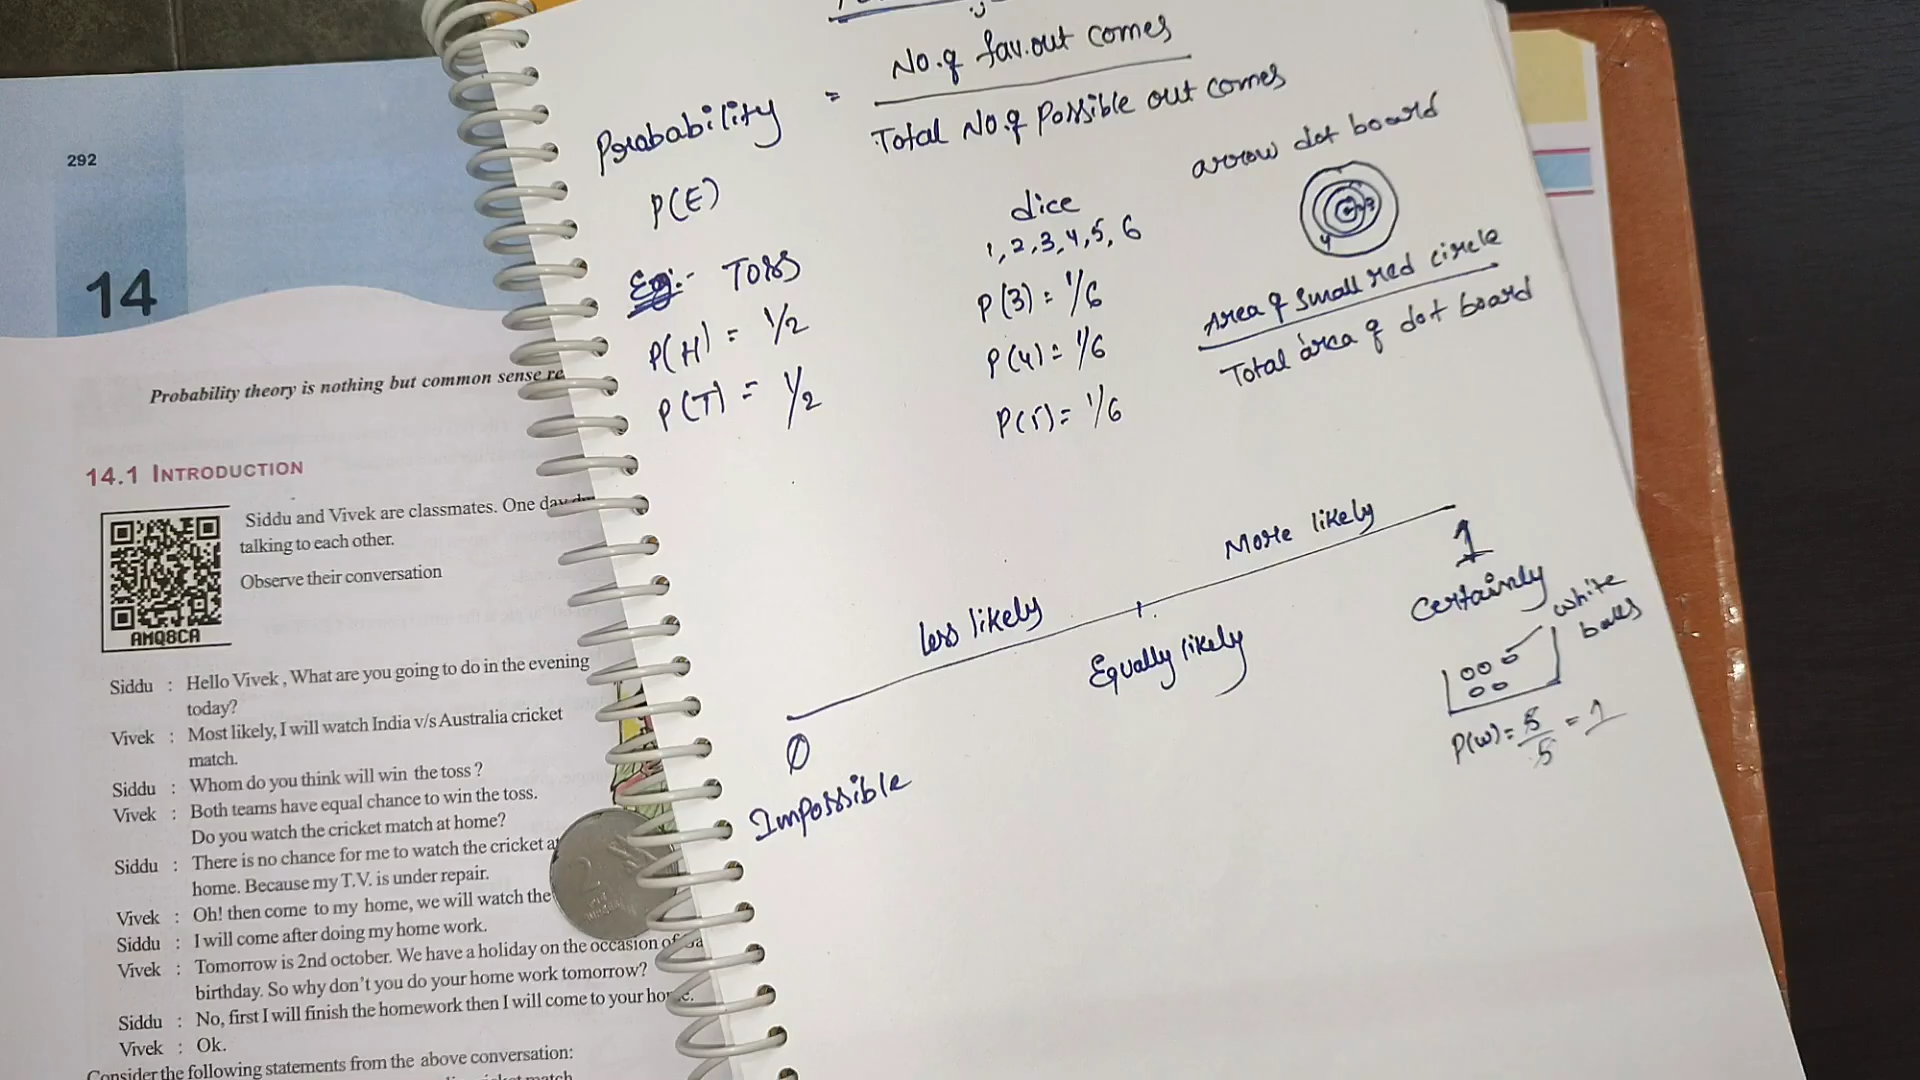 292
14
Probability theory is nothing but common sense
14.1 INTRODUCTION
Siddu and Vivek are classmates. One day
talking to each other.
Observe their conversation
AMQ8CA
Siddu : Hello Vivek , What are you going to do in the evening
today?
Vivek : Most likely, I will watch India v/s Australia cricket
match.
Siddu : Whom do you think will win the toss ?
Vivek : Both teams have equal chance to win the toss.
Do you watch the cricket match at home?
Siddu : There is no chance for me to watch the cricket at
home. Because my T.V. is under repair.
Vivek : Oh! then come to my home, we will watch the
Siddu : I will come after doing my home work.
Vivek : Tomorrow is 2nd october. We have a holiday on the occasion of
birthday. So why don't you do your home work tomorrow?
Siddu : No, first I will finish the homework then I will come to your
Vivek : Ok.
Consider the following statements from the above conversation:
match
2
Probability = No. of fav. out comes
Total No. of Possible out comes
P(E)
Eg:- Toss
P(H) = 1/2
P(T) = 1/2
dice
1, 2, 3, 4, 5, 6
P(3) = 1/6
P(4) = 1/6
P(5) = 1/6
arrow dot board
4
Area of small red circle
Total area of dot board
less likely
More likely
Equally likely
0
Impossible
1
Certainly
white
balls
P(w) = 5/5 = 1